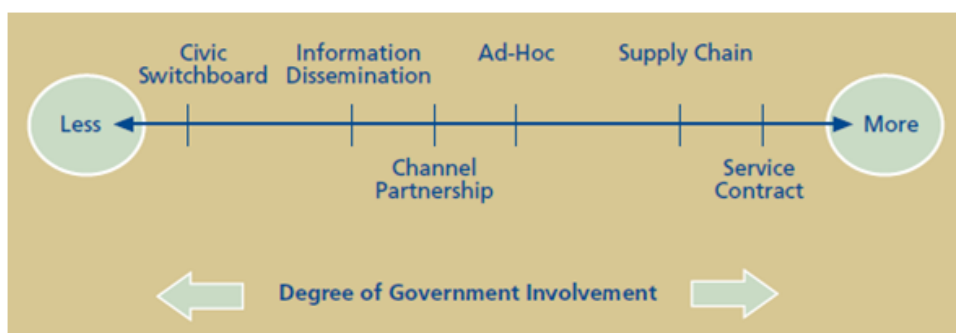 Civic
Switchboard
Information
Dissemination
Ad-Hoc
Supply Chain
Less
More
Channel
Partnership
Service
Contract
Degree of Government Involvement